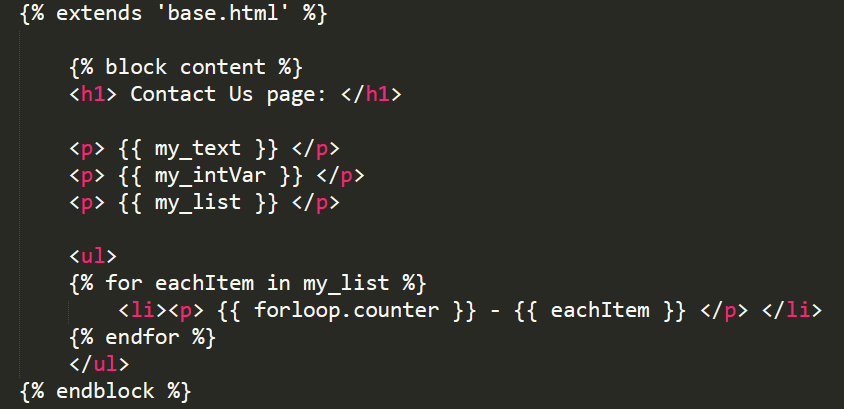 {% extends 'base.html' %}
{% block content %}
<h1> Contact Us page: </h1>
<p> {{ my_text }} </p>
<p> {{ my_intVar }} </p>
<p> {{ my_list }} </p>
<ul>
{% for eachItem in my_list %}
<li><p> {{ forloop.counter }} - {{ eachItem }} </p> </li>
{% endfor %}
</ul>
{% endblock %}